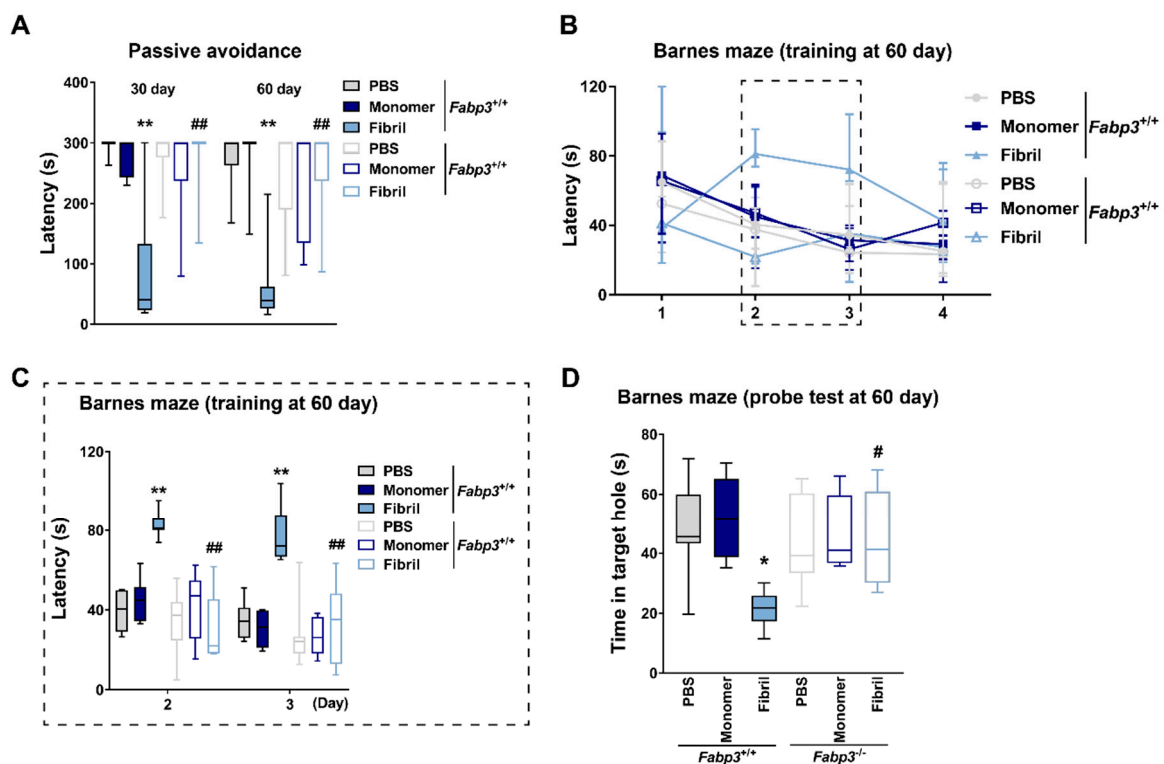 A
Passive avoidance
400
300
200
100
0
Latency (s)
30 day
60 day
**
##
**
##
PBS
Monomer
Fibril
Fabp3+/+
PBS
Monomer
Fibril
Fabp3+/+
B
Barnes maze (training at 60 day)
120
80
40
0
Latency (s)
1
2
3
4
PBS
Monomer
Fibril
Fabp3+/+
PBS
Monomer
Fibril
Fabp3+/+
C
Barnes maze (training at 60 day)
120
80
40
0
Latency (s)
**
##
**
##
2
3
(Day)
PBS
Monomer
Fibril
Fabp3+/+
PBS
Monomer
Fibril
Fabp3+/+
D
Barnes maze (probe test at 60 day)
80
60
40
20
0
Time in target hole (s)
*
#
PBS
Monomer
Fibril
PBS
Monomer
Fibril
Fabp3+/+
Fabp3-/-